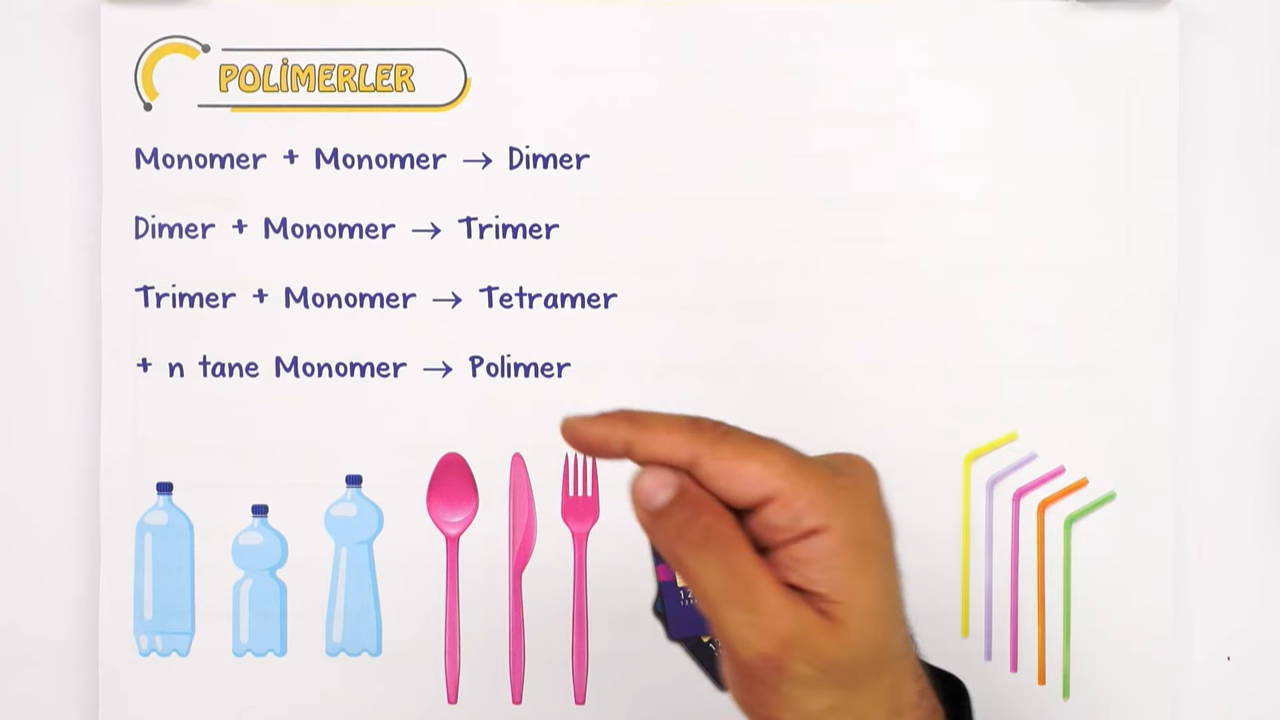 POLİMERLER
Monomer + Monomer → Dimer
Dimer + Monomer → Trimer
Trimer + Monomer → Tetramer
+ n tane Monomer → Polimer